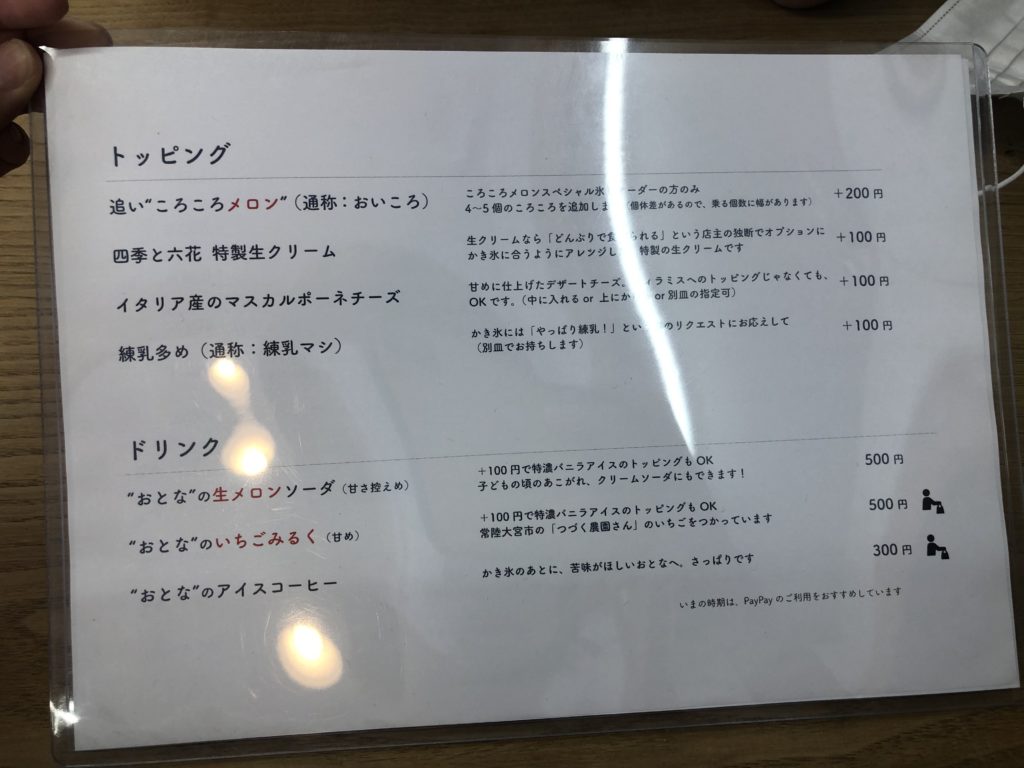 トッピング
追い“ころころメロン”（通称：おいころ）
ころころメロンスペシャル氷 ーダーの方のみ
4～5個のころころを追加しま （個体差があるので、乗る個数に幅があります）
＋200円
四季と六花 特製生クリーム
生クリームなら「どんぶりで食 られる」という店主の独断でオプションに
かき氷に合うようにアレンジし 特製の生クリームです
＋100円
イタリア産のマスカルポーネチーズ
甘めに仕上げたデザートチーズ。 ィラミスへのトッピングじゃなくても、
OKです。（中に入れる or 上にか or 別皿の指定可）
＋100円
練乳多め（通称：練乳マシ）
かき氷には「やっぱり練乳！」とい のリクエストにお応えして
（別皿でお持ちします）
＋100円
ドリンク
“おとな”の生メロンソーダ（甘さ控えめ）
＋100円で特濃バニラアイスのトッピングもOK
子どもの頃のあこがれ、クリームソーダにもできます！
500円
“おとな”のいちごみるく（甘め）
＋100円で特濃バニラアイスのトッピングもOK
常陸大宮市の「つづく農園さん」のいちごをつかっています
500円
“おとな”のアイスコーヒー
かき氷のあとに、苦味がほしいおとなへ。さっぱりです
300円
いまの時期は、PayPayのご利用をおすすめしています